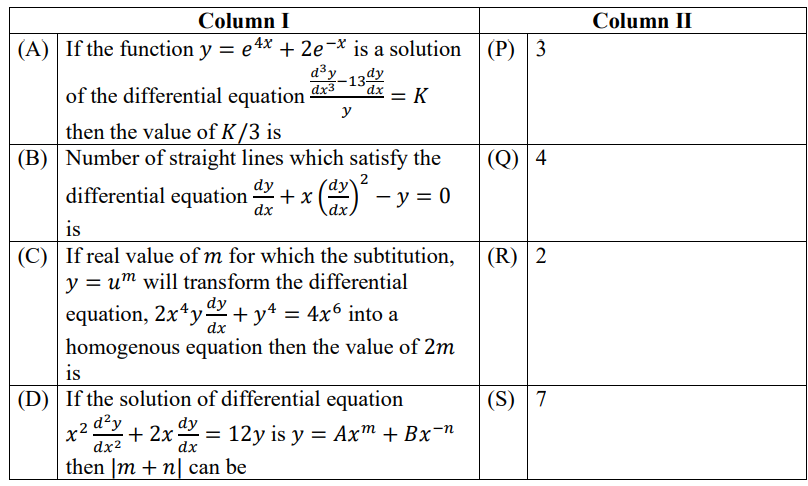 Column I Column II
(A) If the function y = e^{4x} + 2e^{-x} is a solution (P) 3
of the differential equation \frac{\frac{d^3y}{dx^3} - 13\frac{dy}{dx}}{y} = K
then the value of K/3 is
(B) Number of straight lines which satisfy the (Q) 4
differential equation \frac{dy}{dx} + x\left(\frac{dy}{dx}\right)^2 - y = 0
is
(C) If real value of m for which the subtitution, (R) 2
y = u^m will transform the differential
equation, 2x^4y\frac{dy}{dx} + y^4 = 4x^6 into a
homogenous equation then the value of 2m
is
(D) If the solution of differential equation (S) 7
x^2\frac{d^2y}{dx^2} + 2x\frac{dy}{dx} = 12y is y = Ax^m + Bx^{-n}
then |m + n| can be